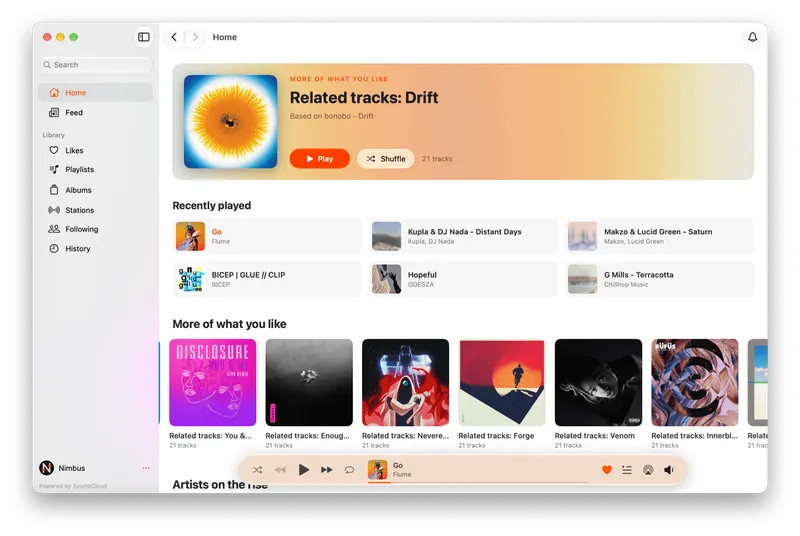 Home
Search
Home
Feed
Library
Likes
Playlists
Albums
Stations
Following
History
Nimbus
Powered by SoundCloud
MORE OF WHAT YOU LIKE
Related tracks: Drift
Based on bonobo - Drift
Play
Shuffle
21 tracks
Recently played
Go
Flume
Kupla & DJ Nada - Distant Days
Kupla, DJ Nada
Makzo & Lucid Green - Saturn
Makzo, Lucid Green
BICEP | GLUE // CLIP
BICEP
Hopeful
ODESZA
G Mills - Terracotta
Chillhop Music
More of what you like
DISCLOSURE
RÜFÜS
Related tracks: You &...
21 tracks
Related tracks: Enoug...
21 tracks
Related tracks: Nevere...
21 tracks
Related tracks: Forge
21 tracks
Related tracks: Venom
21 tracks
Related tracks: Innerbl...
21 tracks
Relate
21 trac
Go
Flume
Artists on the rise